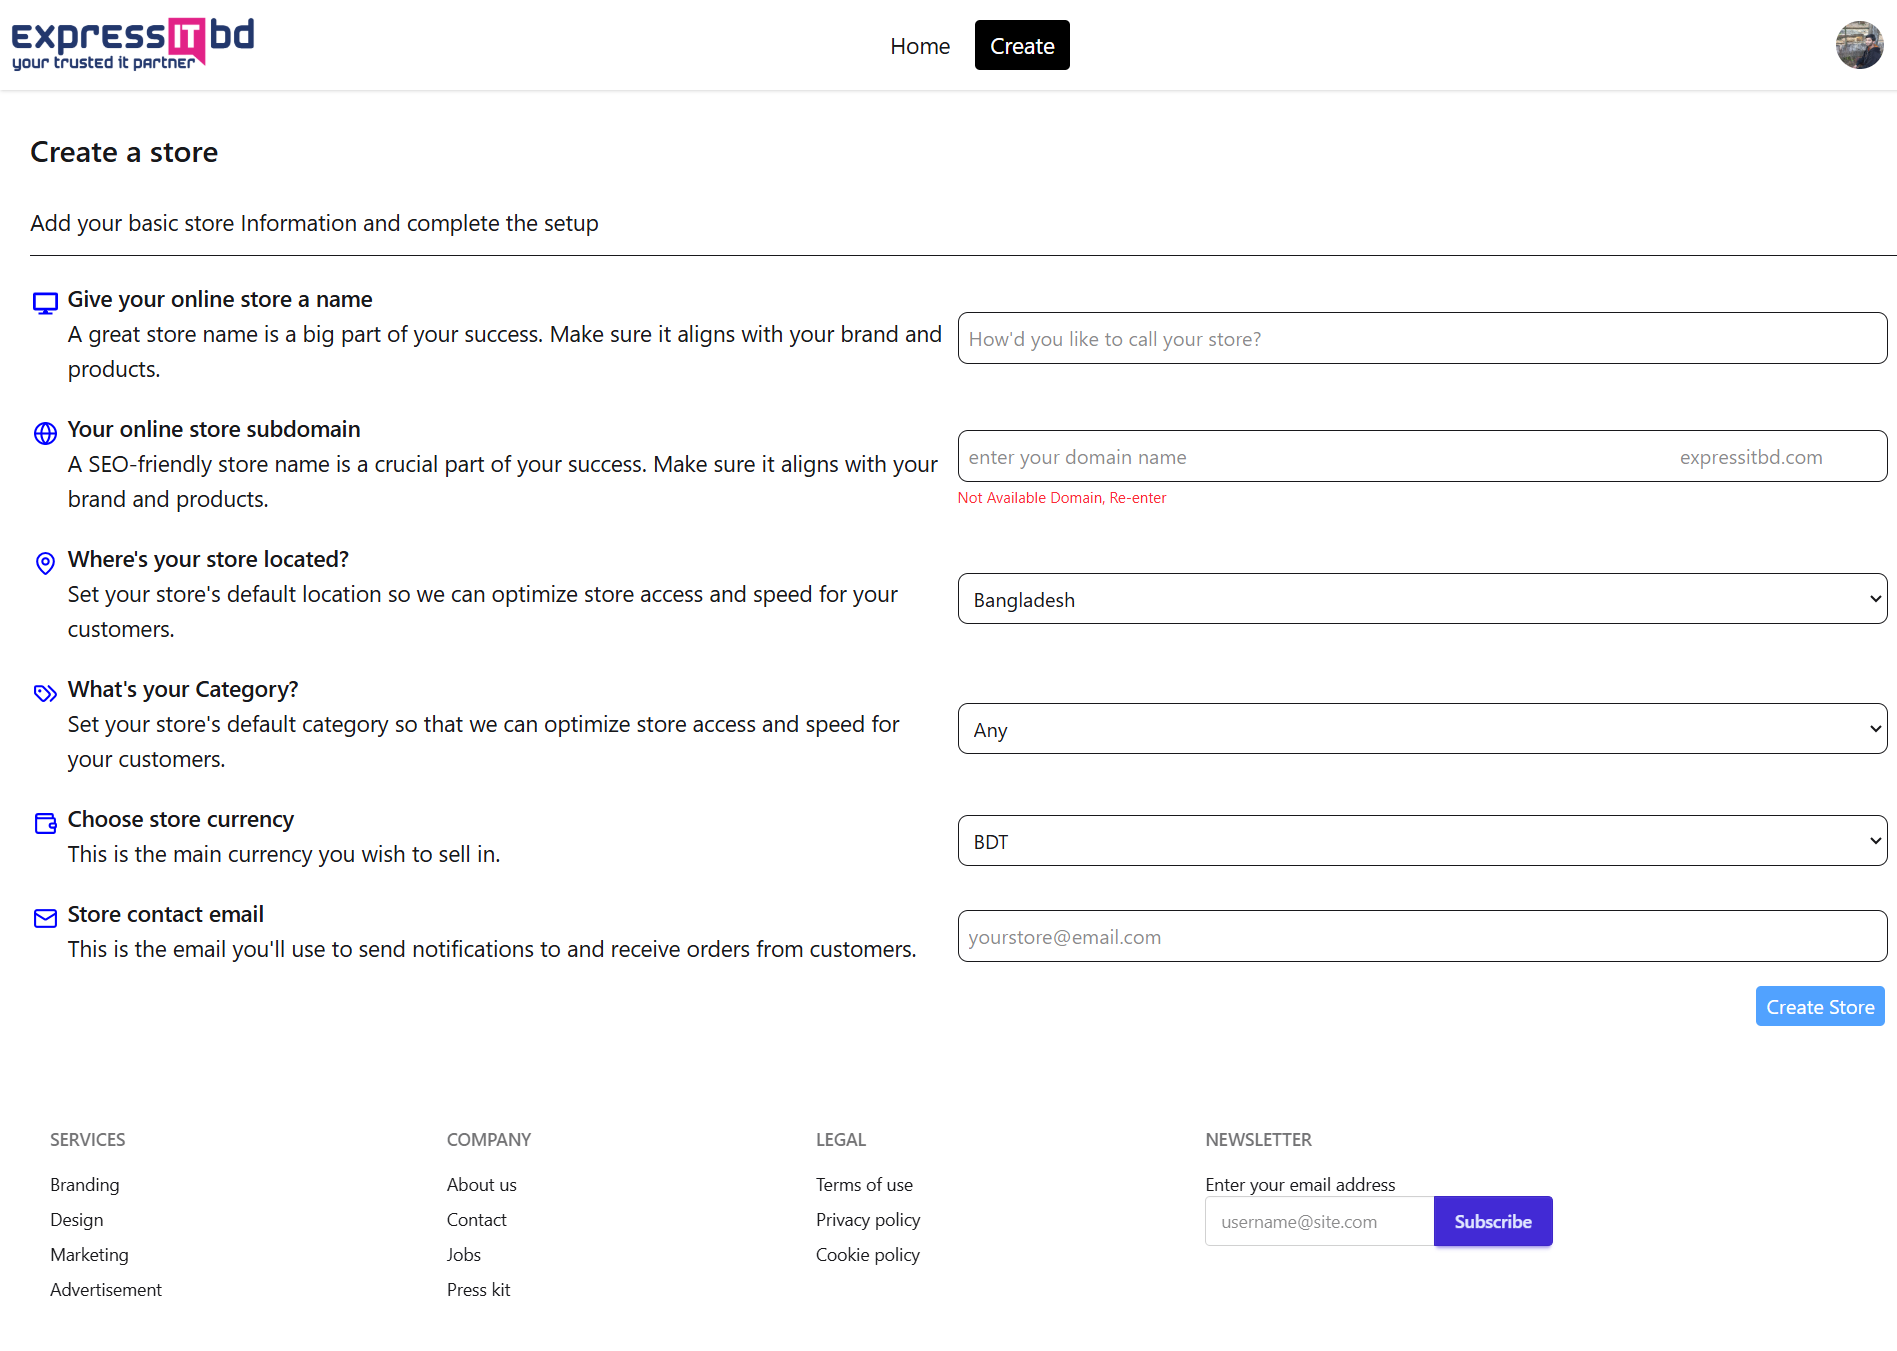 expressITbd
your trusted it partner
Home
Create
Create a store
Add your basic store Information and complete the setup
Give your online store a name
A great store name is a big part of your success. Make sure it aligns with your brand and
products.
How'd you like to call your store?
Your online store subdomain
A SEO-friendly store name is a crucial part of your success. Make sure it aligns with your
brand and products.
enter your domain name
expressitbd.com
Not Available Domain, Re-enter
Where's your store located?
Set your store's default location so we can optimize store access and speed for your
customers.
Bangladesh
What's your Category?
Set your store's default category so that we can optimize store access and speed for
your customers.
Any
Choose store currency
This is the main currency you wish to sell in.
BDT
Store contact email
This is the email you'll use to send notifications to and receive orders from customers.
yourstore@email.com
Create Store
SERVICES
Branding
Design
Marketing
Advertisement
COMPANY
About us
Contact
Jobs
Press kit
LEGAL
Terms of use
Privacy policy
Cookie policy
NEWSLETTER
Enter your email address
username@site.com
Subscribe